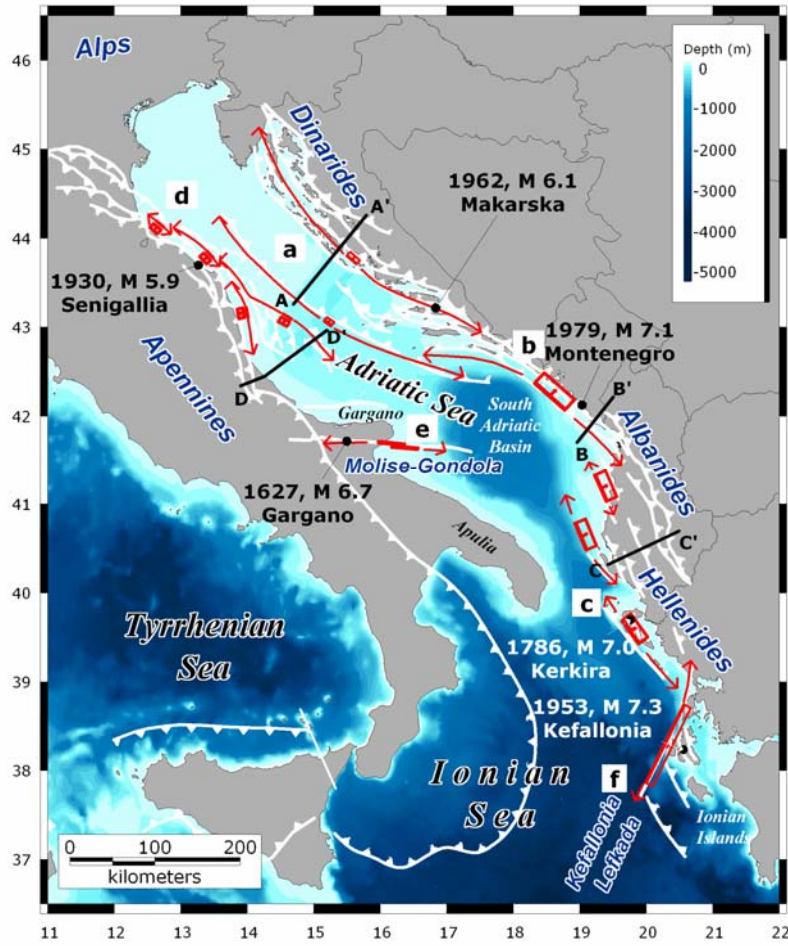 Alps
Depth (m)
0
-1000
-2000
-3000
-4000
-5000
46
45
44
43
42
41
40
39
38
37
Dinarides
A'
1962, M 6.1
Makarska
d
a
1930, M 5.9
Senigallia
A
D'
b
1979, M 7.1
Montenegro
Apennines
D
Adriatic Sea
B'
Gargano
South
Adriatic
Basin
Albanides
e
B
Molise-Gondola
1627, M 6.7
Gargano
Apulia
C'
C
Hellenides
c
Tyrrhenian
Sea
1786, M 7.0
Kerkira
1953, M 7.3
Kefallonia
Ionian
Sea
f
Kefallonia
Lefkada
Ionian
Islands
0 100 200
kilometers
11 12 13 14 15 16 17 18 19 20 21 22